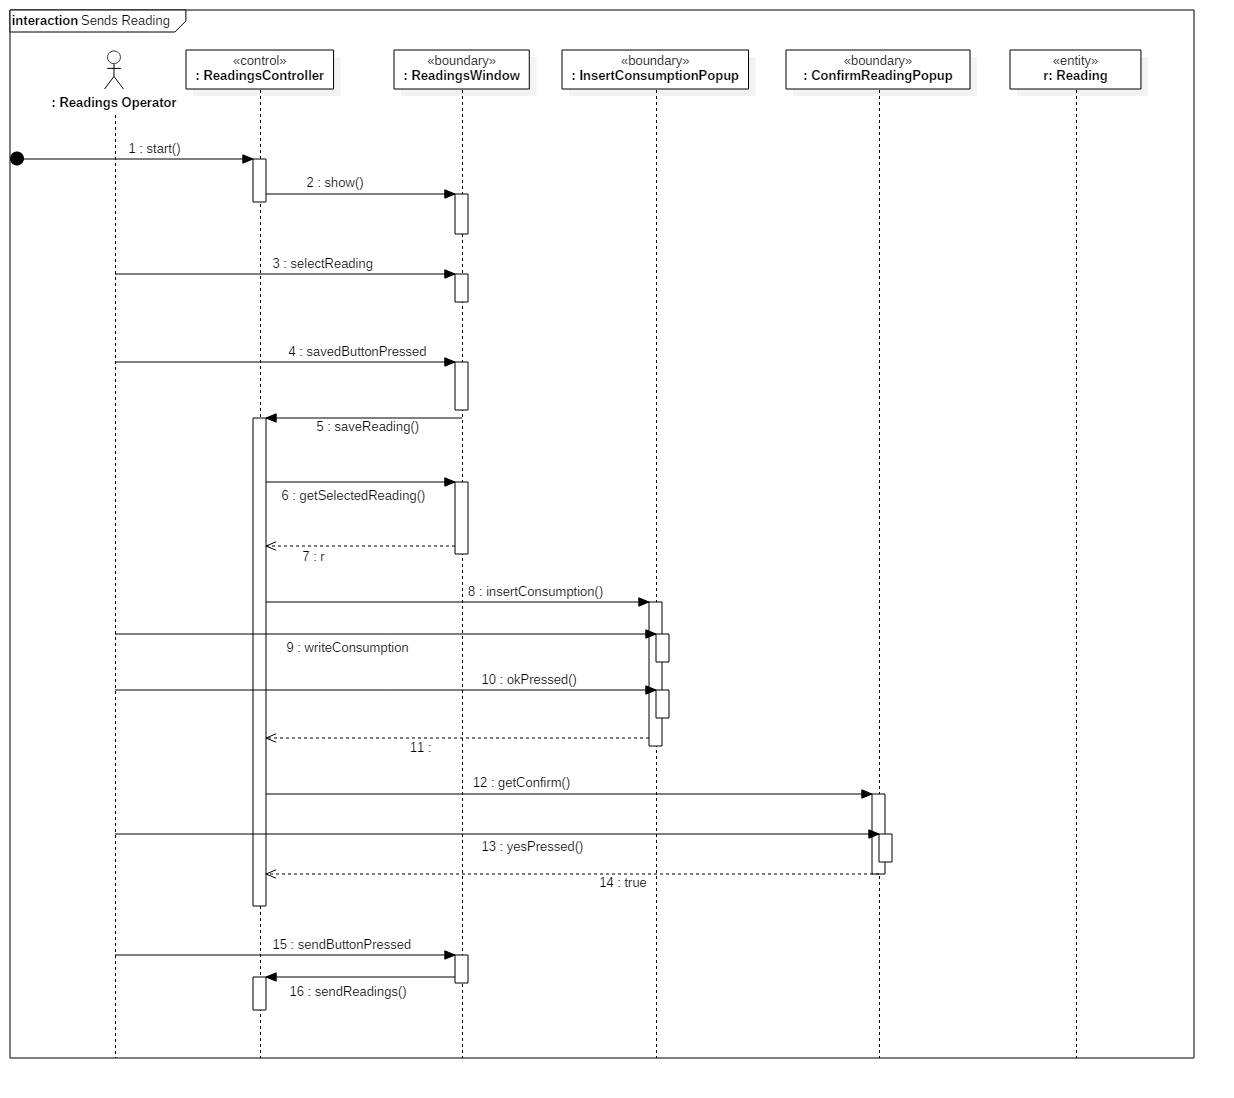 interaction Sends Reading
«control»
: ReadingsController
«boundary»
: ReadingsWindow
«boundary»
: InsertConsumptionPopup
«boundary»
: ConfirmReadingPopup
«entity»
r: Reading
: Readings Operator
1 : start()
2 : show()
3 : selectReading
4 : savedButtonPressed
5 : saveReading()
6 : getSelectedReading()
7 : r
8 : insertConsumption()
9 : writeConsumption
10 : okPressed()
11 :
12 : getConfirm()
13 : yesPressed()
14 : true
15 : sendButtonPressed
16 : sendReadings()